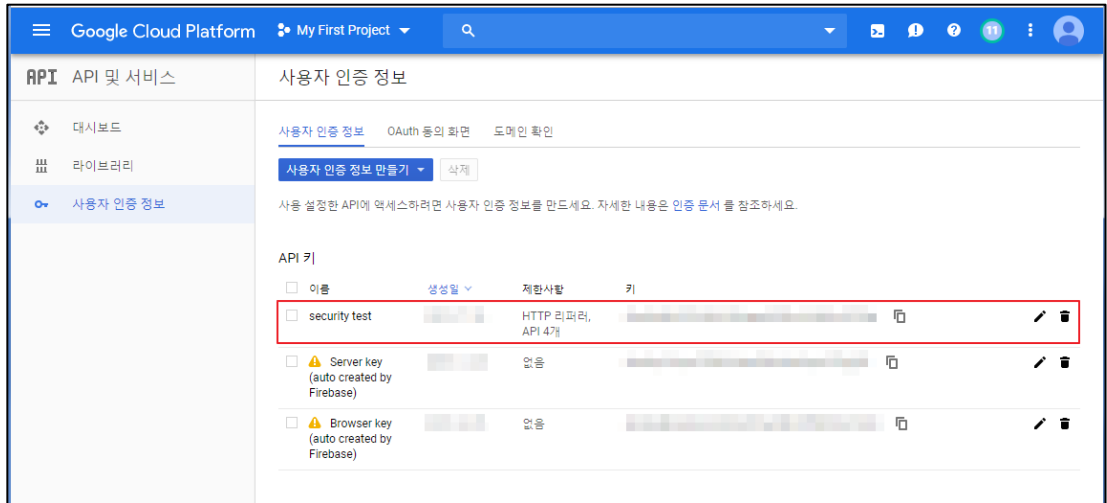 Google Cloud Platform My First Project 11
API API 및 서비스 사용자 인증 정보
대시보드
라이브러리
사용자 인증 정보
사용자 인증 정보 OAuth 동의 화면 도메인 확인
사용자 인증 정보 만들기 삭제
사용 설정한 API에 액세스하려면 사용자 인증 정보를 만드세요. 자세한 내용은 인증 문서 를 참조하세요.
API 키
이름 생성일 제한사항 키
security test HTTP 리퍼러,
API 4개
Server key 없음
(auto created by
Firebase)
Browser key 없음
(auto created by
Firebase)